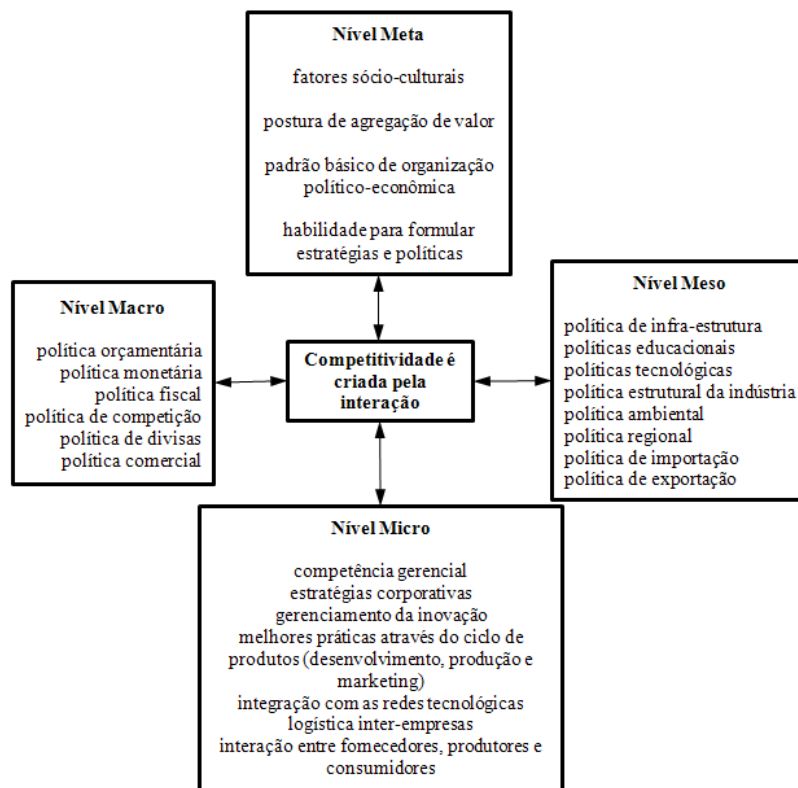 Nível Meta
fatores sócio-culturais
postura de agregação de valor
padrão básico de organização
político-econômica
habilidade para formular
estratégias e políticas
Nível Macro
política orçamentária
política monetária
política fiscal
política de competição
política de divisas
política comercial
Competitividade é
criada pela
interação
Nível Meso
política de infra-estrutura
políticas educacionais
políticas tecnológicas
política estrutural da indústria
política ambiental
política regional
política de importação
política de exportação
Nível Micro
competência gerencial
estratégias corporativas
gerenciamento da inovação
melhores práticas através do ciclo de
produtos (desenvolvimento, produção e
marketing)
integração com as redes tecnológicas
logística inter-empresas
interação entre fornecedores, produtores e
consumidores